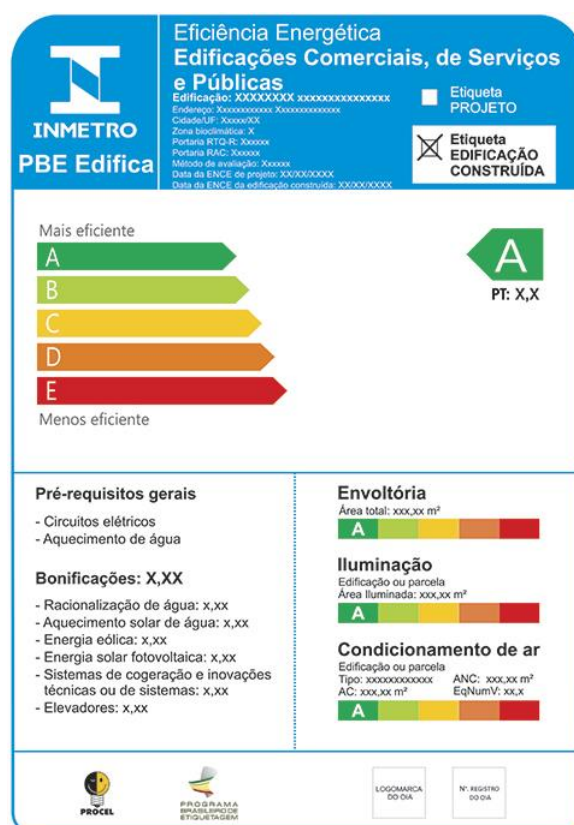 INMETRO
PBE Edifica
Eficiência Energética
Edificações Comerciais, de Serviços
e Públicas
Edificação: XXXXXXXX xxxxxxxxxxxxxxx
Endereço: Xxxxxxxxxxx Xxxxxxxxxxxxx
Cidade/UF: Xxxxx/XX
Zona bioclimática: X
Portaria RTQ-R: Xxxxxx
Portaria RAC: Xxxxxx
Método de avaliação: Xxxxxx
Data da ENCE de projeto: XX/XX/XXXX
Data da ENCE da edificação construída: XX/XX/XXXX
Etiqueta
PROJETO
Etiqueta
EDIFICAÇÃO
CONSTRUÍDA
Mais eficiente
A
B
C
D
E
Menos eficiente
A
PT: X,X
Pré-requisitos gerais
- Circuitos elétricos
- Aquecimento de água
Bonificações: X,XX
- Racionalização de água: x,xx
- Aquecimento solar de água: x,xx
- Energia eólica: x,xx
- Energia solar fotovoltaica: x,xx
- Sistemas de cogeração e inovações
técnicas ou de sistemas: x,xx
- Elevadores: x,xx
Envoltória
Área total: xxx,xx m²
A
Iluminação
Edificação ou parcela
Área Iluminada: xxx,xx m²
A
Condicionamento de ar
Edificação ou parcela
Tipo: xxxxxxxxxxxx ANC: xxx,xx m²
AC: xxx,xx m² EqNumV: xx,x
A
PROCEL
PROGRAMA
BRASILEIRO DE
ETIQUETAGEM
LOGOMARCA
DO OIA
Nº. REGISTRO
DO OIA